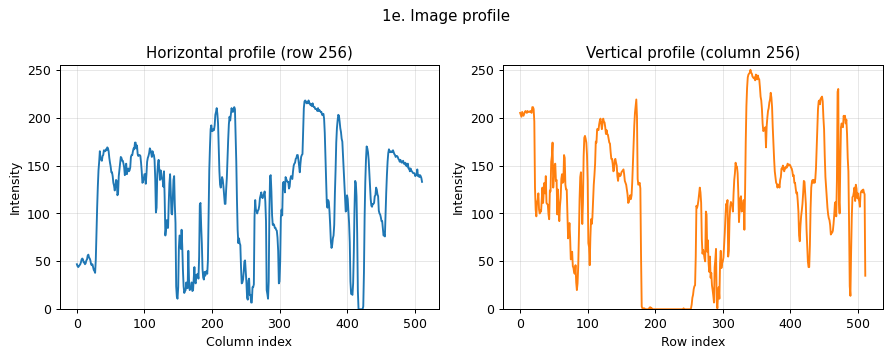 1e. Image profile
Horizontal profile (row 256)
Intensity
250
200
150
100
50
0
0 100 200 300 400 500
Column index
Vertical profile (column 256)
Intensity
250
200
150
100
50
0
0 100 200 300 400 500
Row index